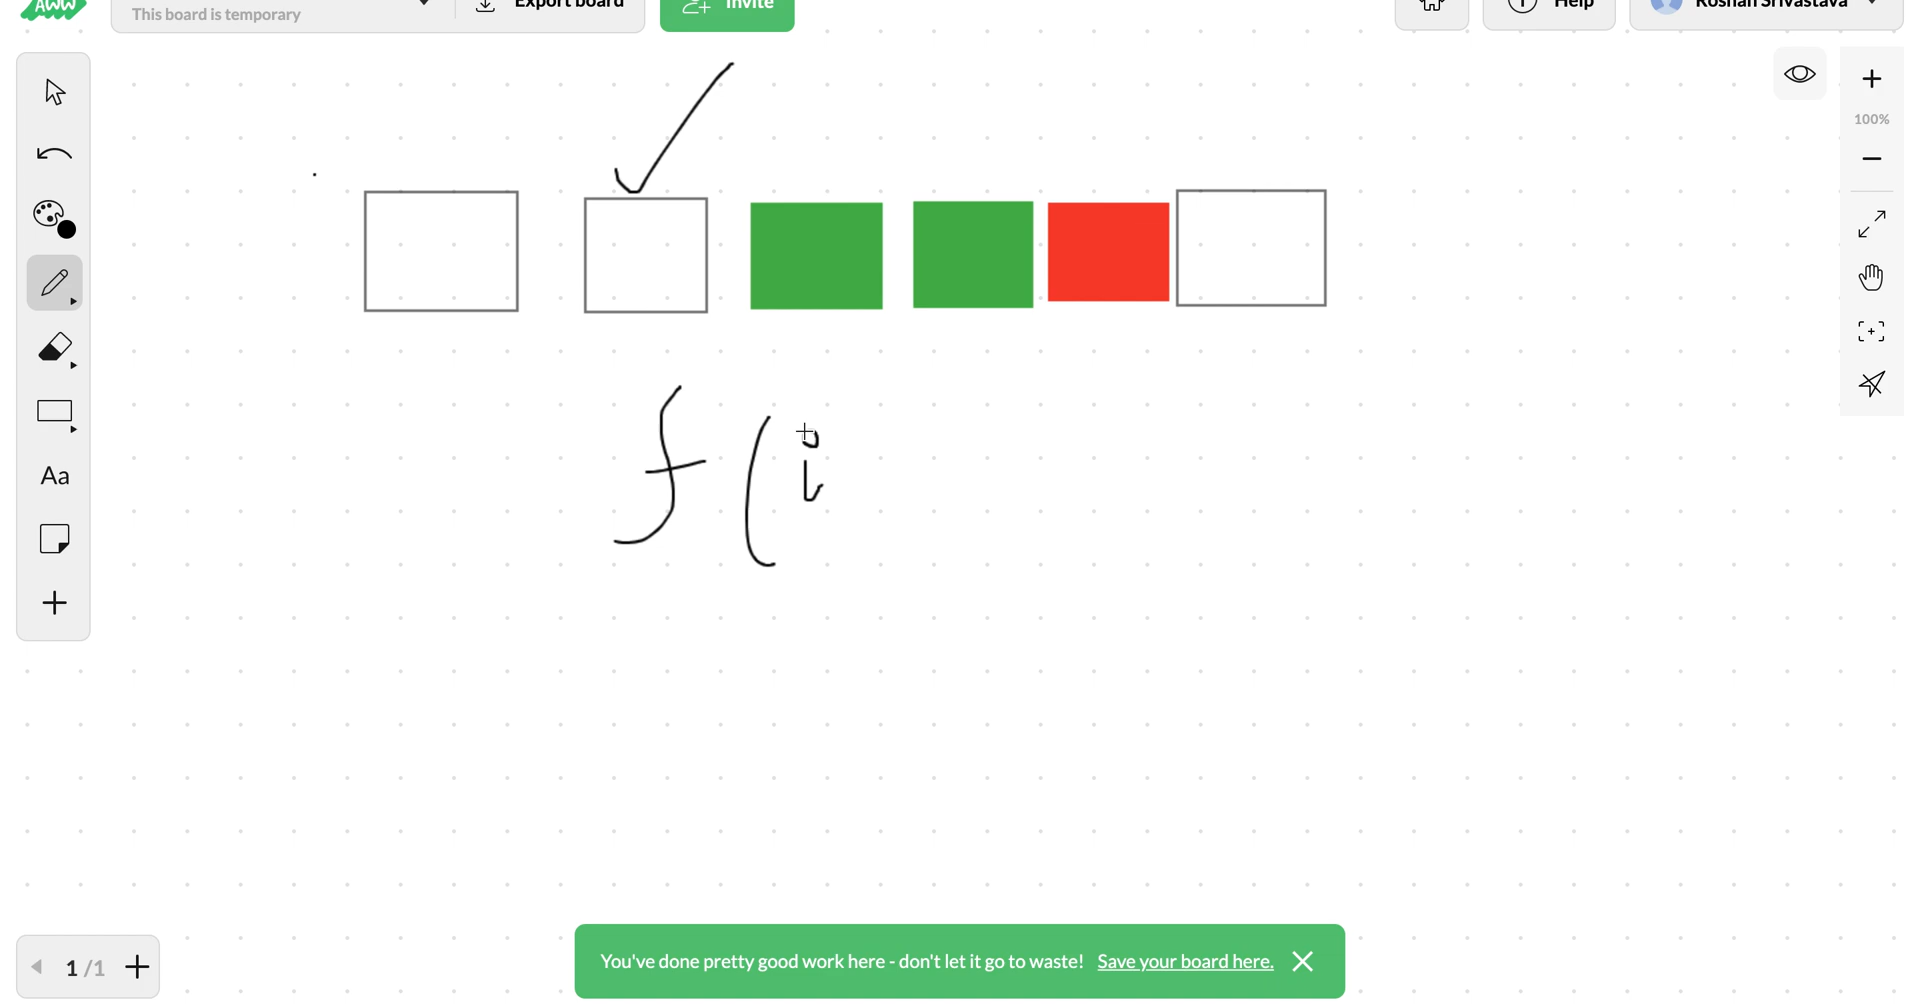 AWW
This board is temporary
Export board
Invite
Help
Roshan Srivastava
100%
f(i
Aa
1/1
You've done pretty good work here - don't let it go to waste! Save your board here.